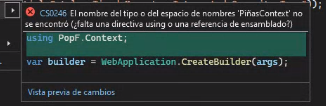 CS0246 El nombre del tipo o del espacio de nombres 'PiñasContext' no
se encontró (¿falta una directiva using o una referencia de ensamblado?)
using PopF.Context;
var builder = WebApplication.CreateBuilder(args);
Vista previa de cambios